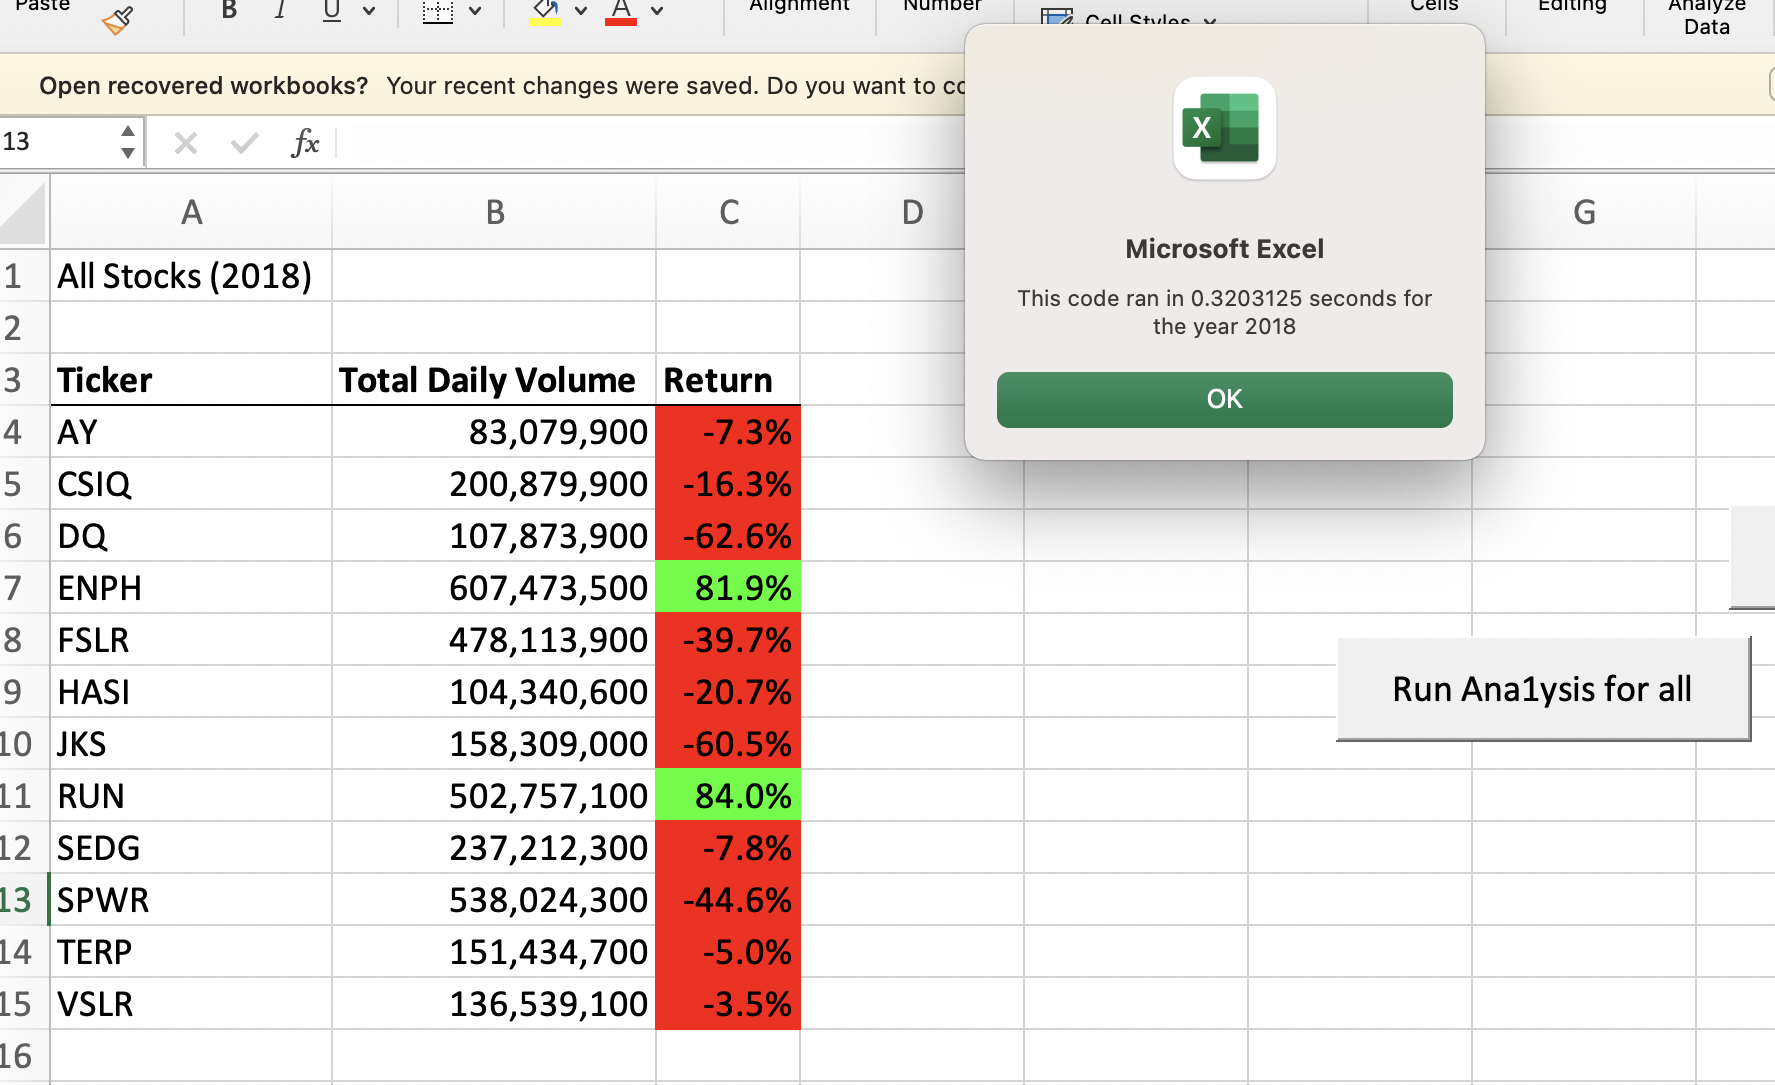 Paste
B I U
A
Alignment
Number
Cell Styles
Cells
Editing
Analyze
Data
Open recovered workbooks? Your recent changes were saved. Do you want to co
13
fx
A B C D G
1 All Stocks (2018)
2
3 Ticker Total Daily Volume Return
4 AY 83,079,900 -7.3%
5 CSIQ 200,879,900 -16.3%
6 DQ 107,873,900 -62.6%
7 ENPH 607,473,500 81.9%
8 FSLR 478,113,900 -39.7%
9 HASI 104,340,600 -20.7%
10 JKS 158,309,000 -60.5%
11 RUN 502,757,100 84.0%
12 SEDG 237,212,300 -7.8%
13 SPWR 538,024,300 -44.6%
14 TERP 151,434,700 -5.0%
15 VSLR 136,539,100 -3.5%
16
X
Microsoft Excel
This code ran in 0.3203125 seconds for
the year 2018
OK
Run Ana1ysis for all